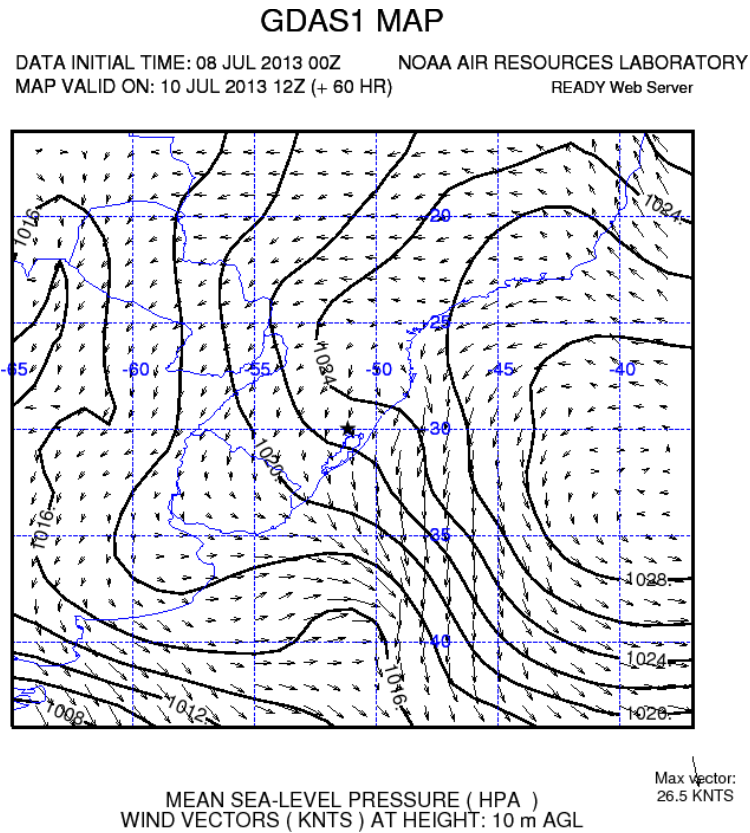 GDAS1 MAP
DATA INITIAL TIME: 08 JUL 2013 00Z NOAA AIR RESOURCES LABORATORY
MAP VALID ON: 10 JUL 2013 12Z (+ 60 HR) READY Web Server
1016.
1024.
-20
-25
1024.
-65 -60 -55 -50 -45 -40
-30
1020.
1016.
-35
1028.
-40
1024.
1016.
1008. 1012. 1020.
Max vector:
26.5 KNTS
MEAN SEA-LEVEL PRESSURE ( HPA )
WIND VECTORS ( KNTS ) AT HEIGHT: 10 m AGL